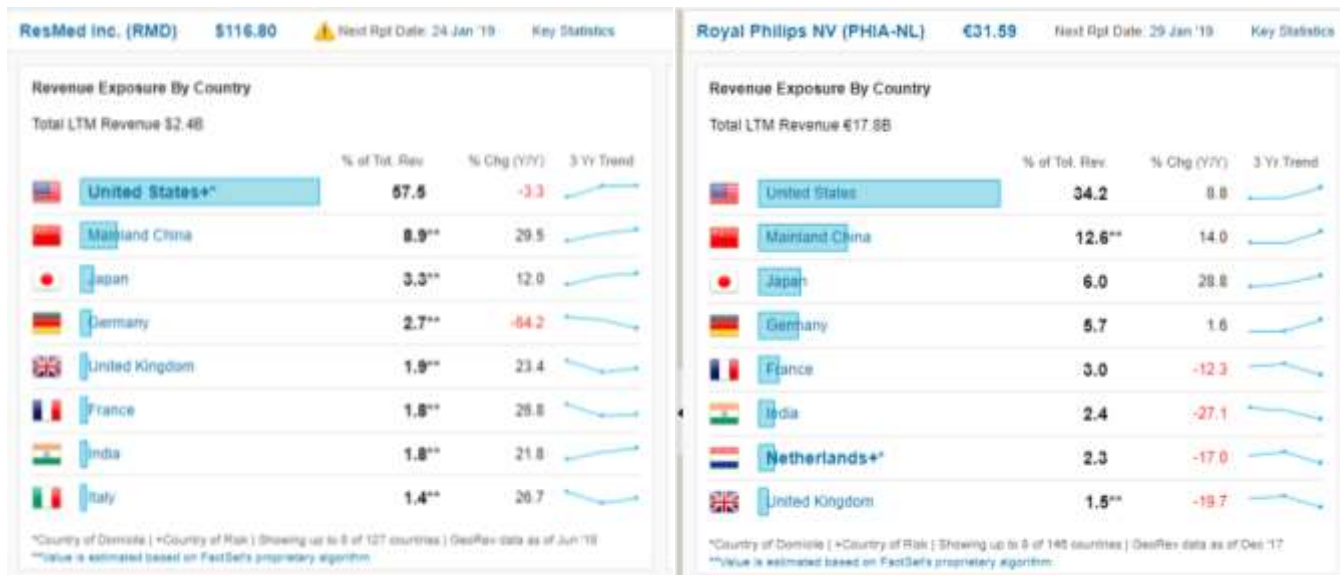 ResMed Inc. (RMD) $116.80 Next Rpt Date: 24 Jan '19 Key Statistics
Revenue Exposure By Country
Total LTM Revenue $2.4B
% of Tot. Rev. % Chg (Y/Y) 3 Yr Trend
United States+* 57.5 -3.3
Mainland China 8.9** 29.5
Japan 3.3** 12.0
Germany 2.7** -64.2
United Kingdom 1.9** 23.4
France 1.8** 26.8
India 1.8** 21.8
Italy 1.4** 26.7
*Country of Domicile | +Country of Risk | Showing up to 8 of 127 countries | GeoRev data as of Jun '18
**Value is estimated based on FactSet's proprietary algorithm
Royal Philips NV (PHIA-NL) €31.59 Next Rpt Date: 29 Jan '19 Key Statistics
Revenue Exposure By Country
Total LTM Revenue €17.8B
% of Tot. Rev. % Chg (Y/Y) 3 Yr Trend
United States 34.2 8.8
Mainland China 12.6** 14.0
Japan 6.0 28.8
Germany 5.7 1.6
France 3.0 -12.3
India 2.4 -27.1
Netherlands+* 2.3 -17.0
United Kingdom 1.5** -19.7
*Country of Domicile | +Country of Risk | Showing up to 8 of 146 countries | GeoRev data as of Dec '17
**Value is estimated based on FactSet's proprietary algorithm